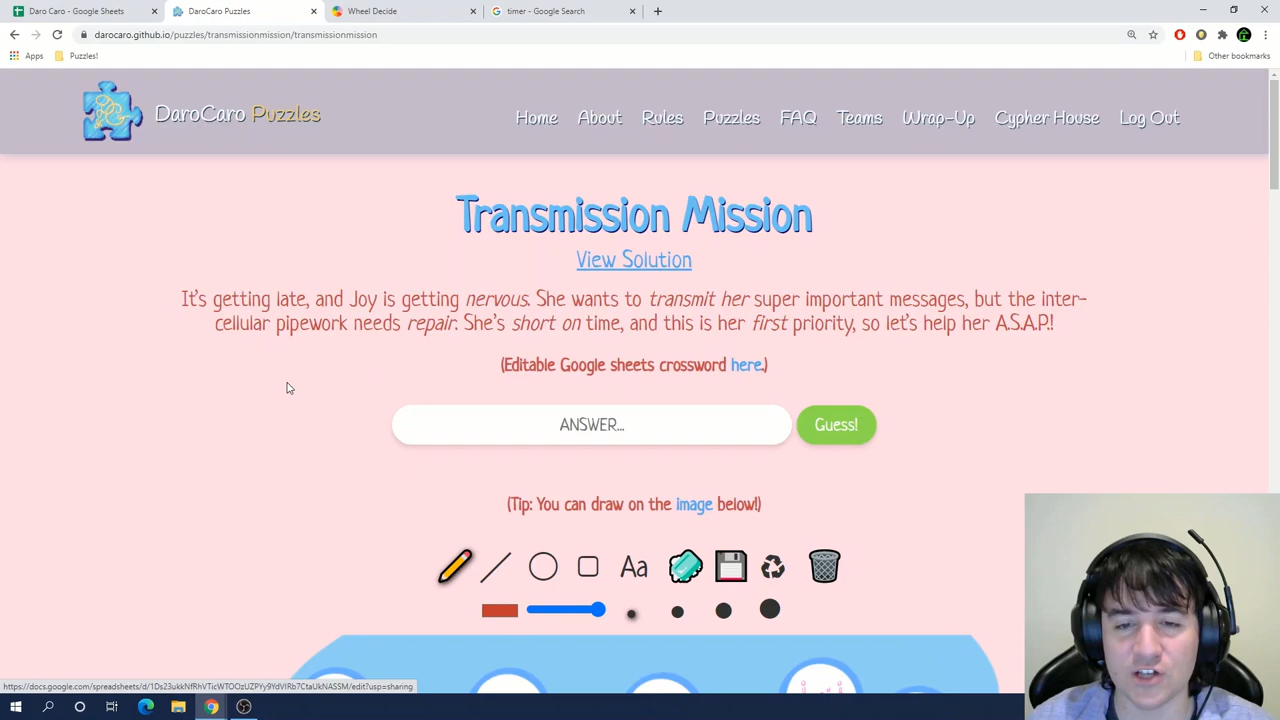 Daro Caro - Google Sheets
DaroCaro Puzzles
Wheel Decide
timer - Google Search
darocaro.github.io/puzzles/transmissionmission/transmissionmission
Apps
Puzzles!
Other bookmarks
DaroCaro Puzzles
Home
About
Rules
Puzzles
FAQ
Teams
Wrap-Up
Cypher House
Log Out
Transmission Mission
View Solution
It's getting late, and Joy is getting nervous. She wants to transmit her super important messages, but the inter-
cellular pipework needs repair. She's short on time, and this is her first priority, so let's help her A.S.A.P.!
(Editable Google sheets crossword here.)
ANSWER...
Guess!
(Tip: You can draw on the image below!)
Aa